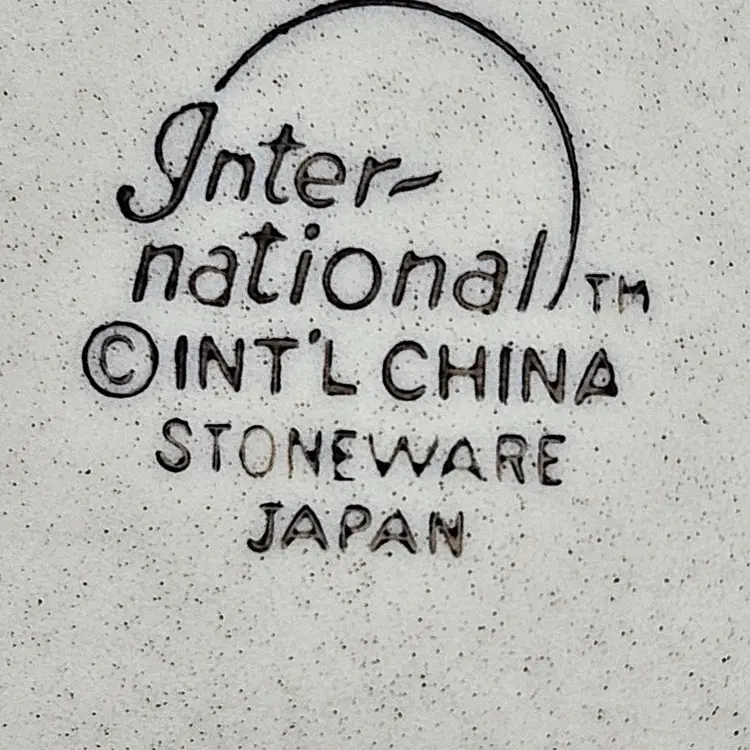 Inter-
national TM
© INT'L CHINA
STONEWARE
JAPAN